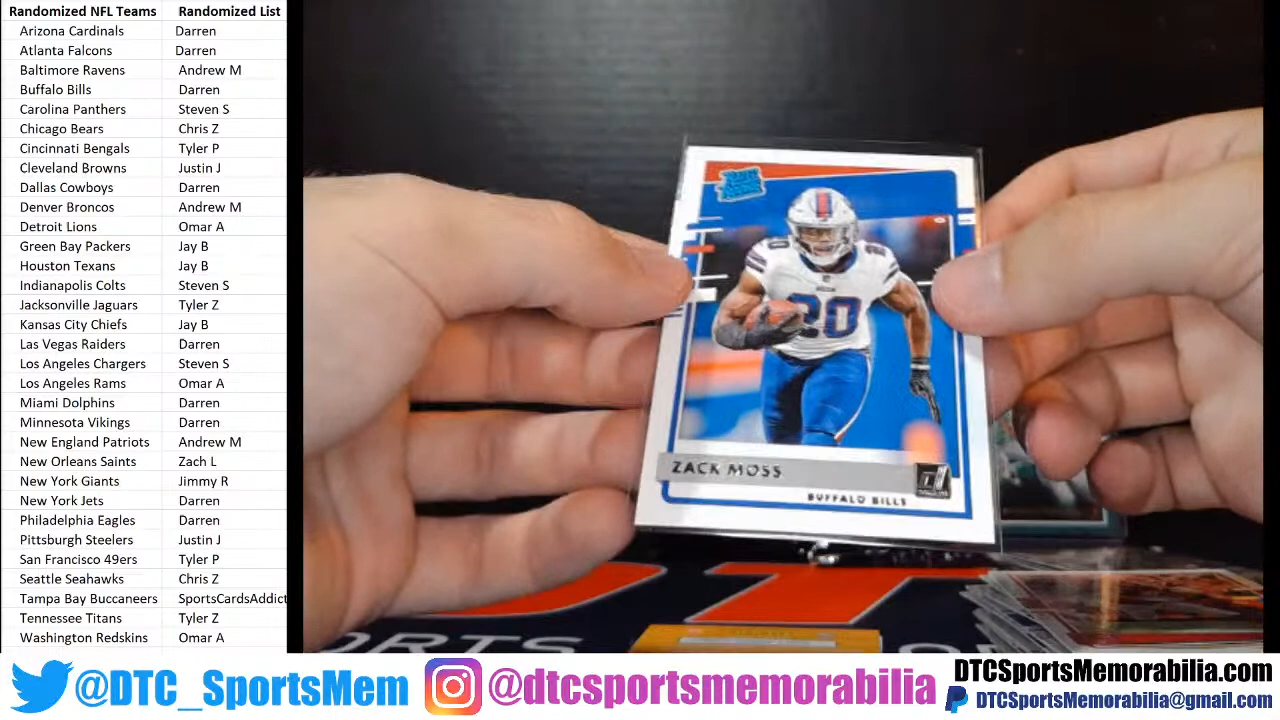 Randomized NFL Teams Randomized List
Arizona Cardinals Darren
Atlanta Falcons Darren
Baltimore Ravens Andrew M
Buffalo Bills Darren
Carolina Panthers Steven S
Chicago Bears Chris Z
Cincinnati Bengals Tyler P
Cleveland Browns Justin J
Dallas Cowboys Darren
Denver Broncos Andrew M
Detroit Lions Omar A
Green Bay Packers Jay B
Houston Texans Jay B
Indianapolis Colts Steven S
Jacksonville Jaguars Tyler Z
Kansas City Chiefs Jay B
Las Vegas Raiders Darren
Los Angeles Chargers Steven S
Los Angeles Rams Omar A
Miami Dolphins Darren
Minnesota Vikings Darren
New England Patriots Andrew M
New Orleans Saints Zach L
New York Giants Jimmy R
New York Jets Darren
Philadelphia Eagles Darren
Pittsburgh Steelers Justin J
San Francisco 49ers Tyler P
Seattle Seahawks Chris Z
Tampa Bay Buccaneers SportsCardsAddict
Tennessee Titans Tyler Z
Washington Redskins Omar A
20
20
ZACK MOSS
BUFFALO BILLS
@DTC_SportsMem
@dtcsportsmemorabilia
DTCSportsMemorabilia.com
DTCSportsMemorabilia@gmail.com